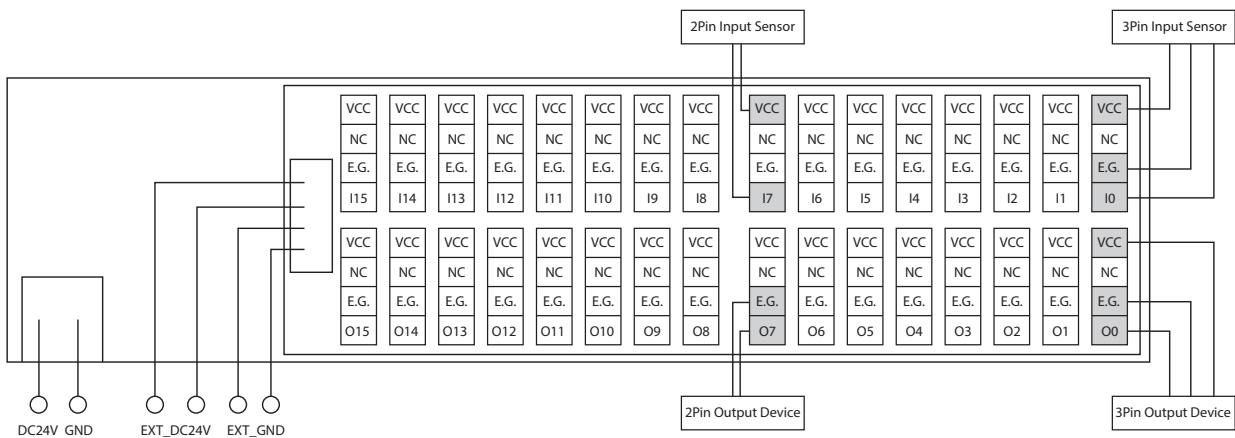 2Pin Input Sensor 3Pin Input Sensor
VCC VCC VCC VCC VCC VCC VCC VCC VCC VCC VCC VCC VCC VCC VCC VCC
NC NC NC NC NC NC NC NC NC NC NC NC NC NC NC NC
E.G. E.G. E.G. E.G. E.G. E.G. E.G. E.G. E.G. E.G. E.G. E.G. E.G. E.G. E.G. E.G.
I15 I14 I13 I12 I11 I10 I9 I8 I7 I6 I5 I4 I3 I2 I1 I0
VCC VCC VCC VCC VCC VCC VCC VCC VCC VCC VCC VCC VCC VCC VCC VCC
NC NC NC NC NC NC NC NC NC NC NC NC NC NC NC NC
E.G. E.G. E.G. E.G. E.G. E.G. E.G. E.G. E.G. E.G. E.G. E.G. E.G. E.G. E.G. E.G.
O15 O14 O13 O12 O11 O10 O9 O8 O7 O6 O5 O4 O3 O2 O1 O0
2Pin Output Device 3Pin Output Device
DC24V GND EXT_DC24V EXT_GND